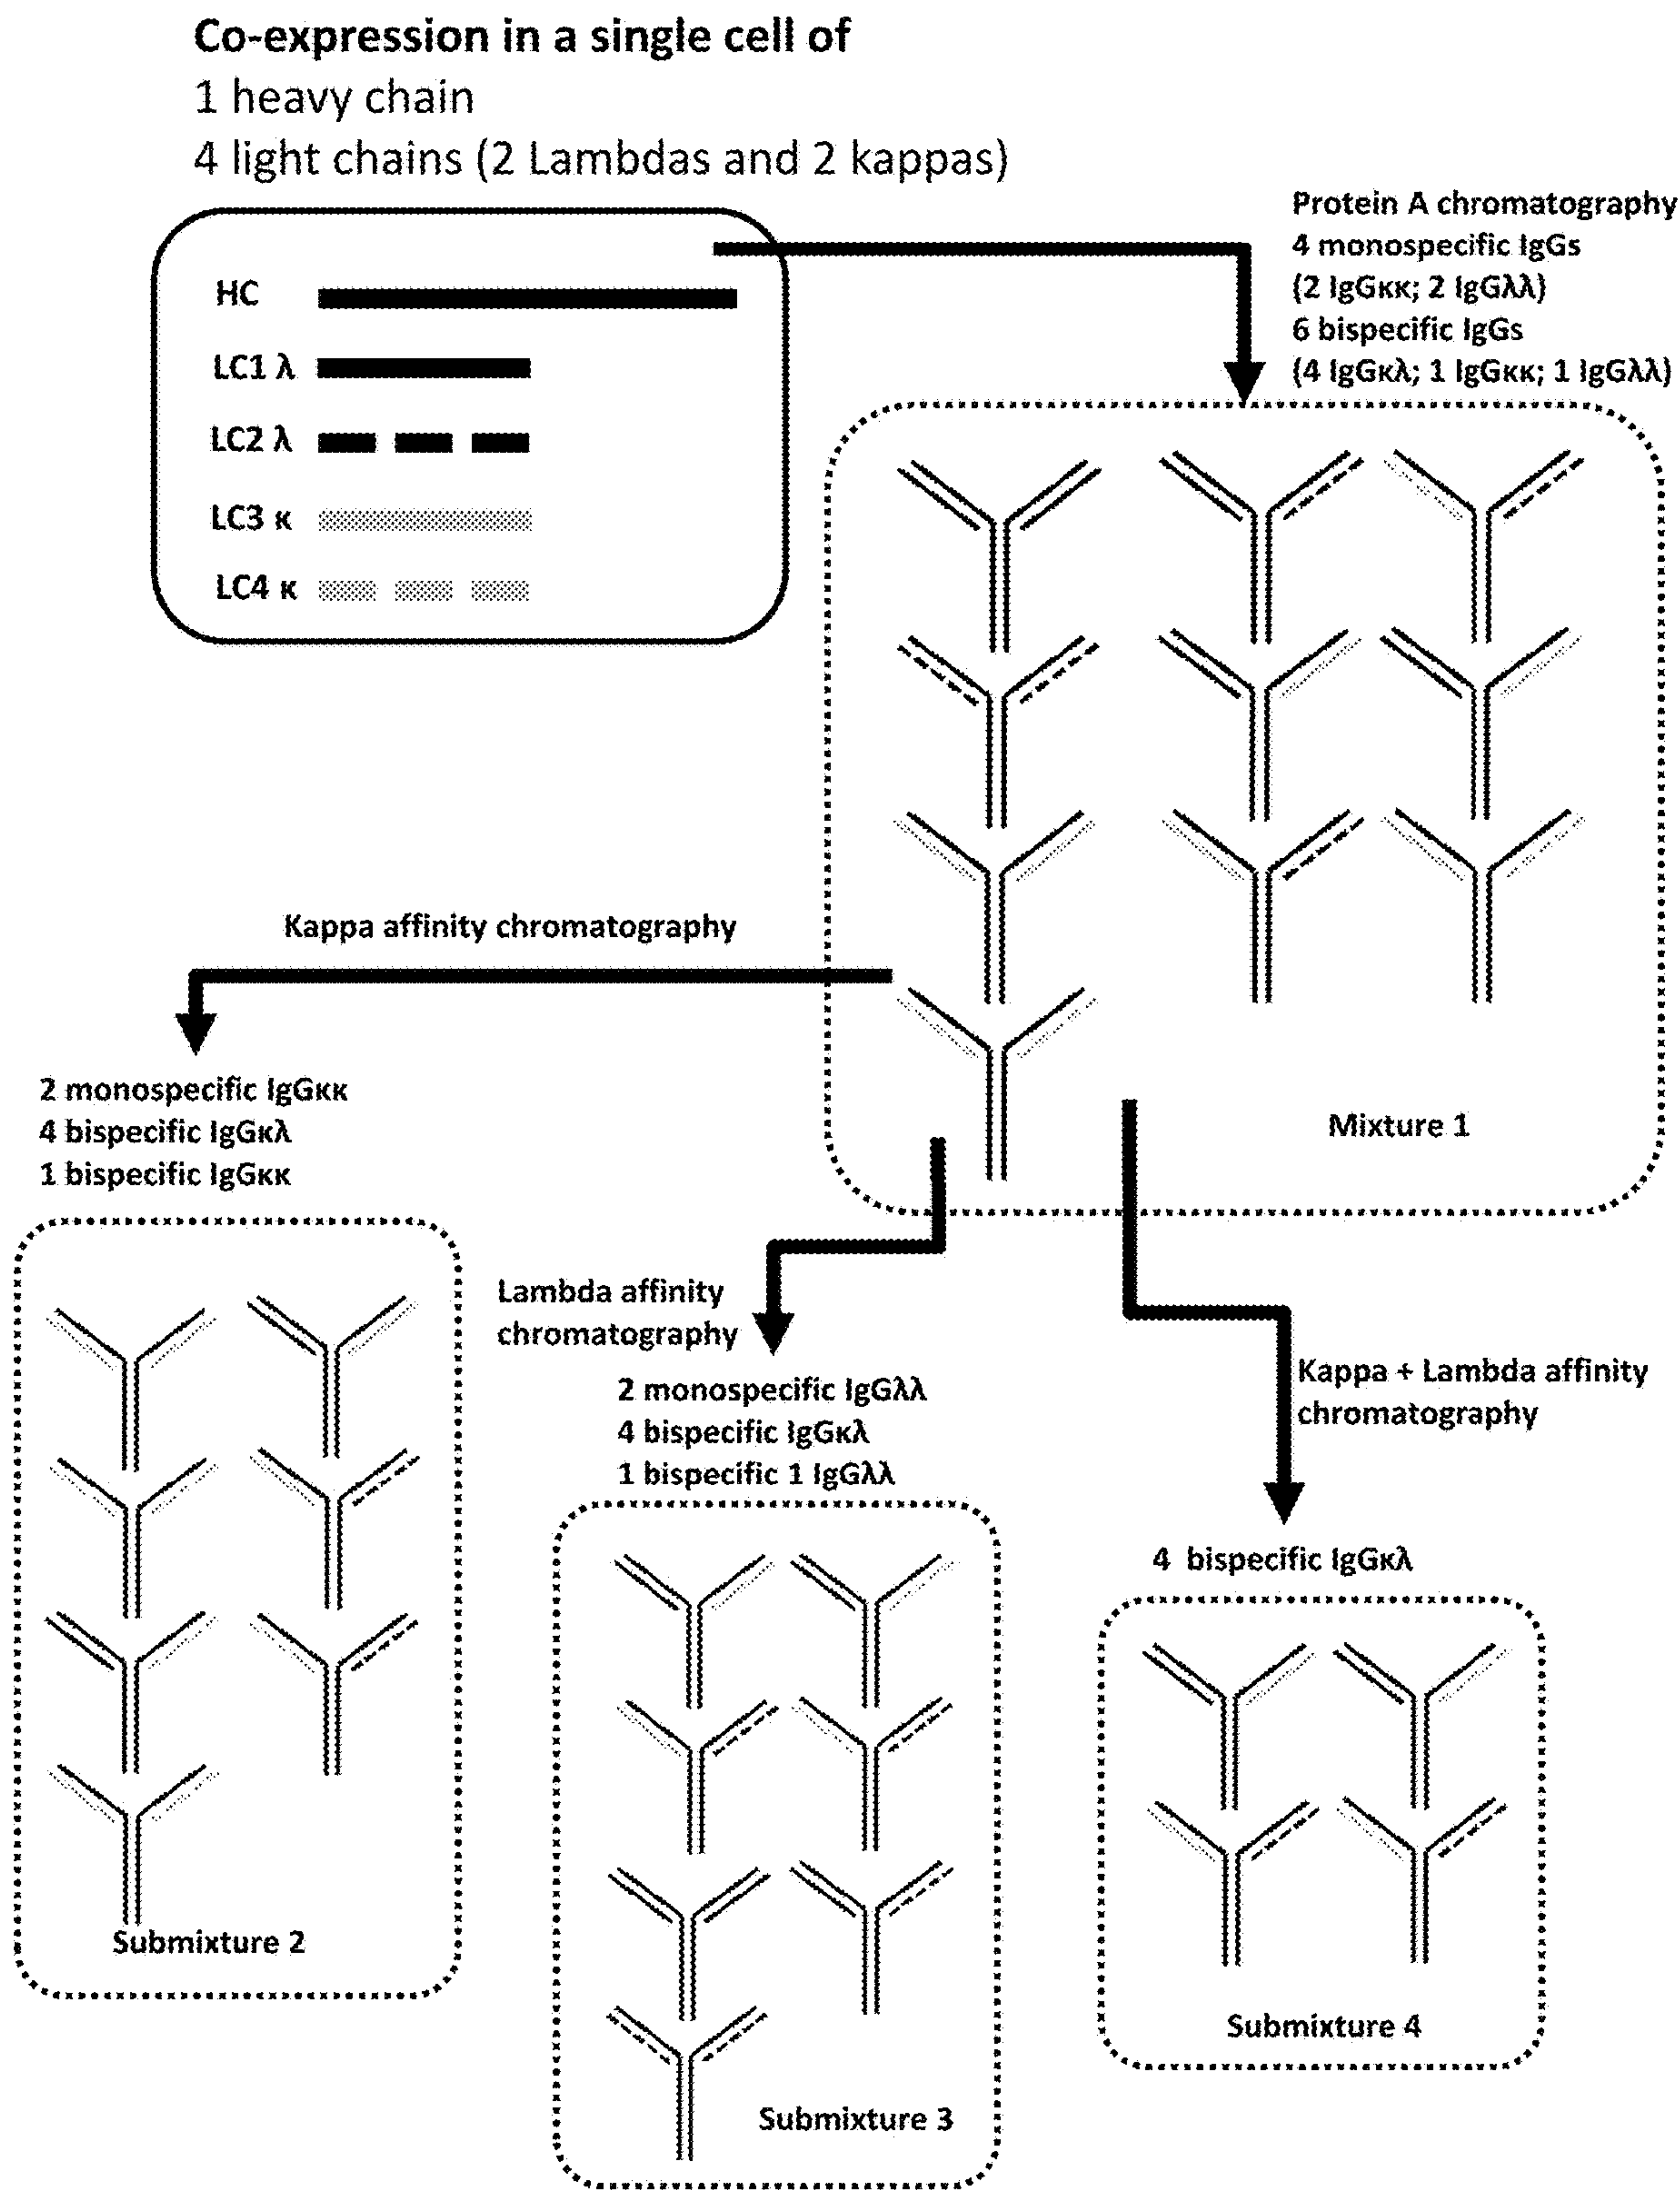 Co-expression in a single cell of
1 heavy chain
4 light chains (2 Lambdas and 2 kappas)
HC
LC1 λ
LC2 λ
LC3 κ
LC4 κ
Protein A chromatography
4 monospecific IgGs
(2 IgGκκ; 2 IgGλλ)
6 bispecific IgGs
(4 IgGκλ; 1 IgGκκ; 1 IgGλλ)
Mixture 1
Kappa affinity chromatography
2 monospecific IgGκκ
4 bispecific IgGκλ
1 bispecific IgGκκ
Submixture 2
Lambda affinity
chromatography
2 monospecific IgGλλ
4 bispecific IgGκλ
1 bispecific 1 IgGλλ
Submixture 3
Kappa + Lambda affinity
chromatography
4 bispecific IgGκλ
Submixture 4